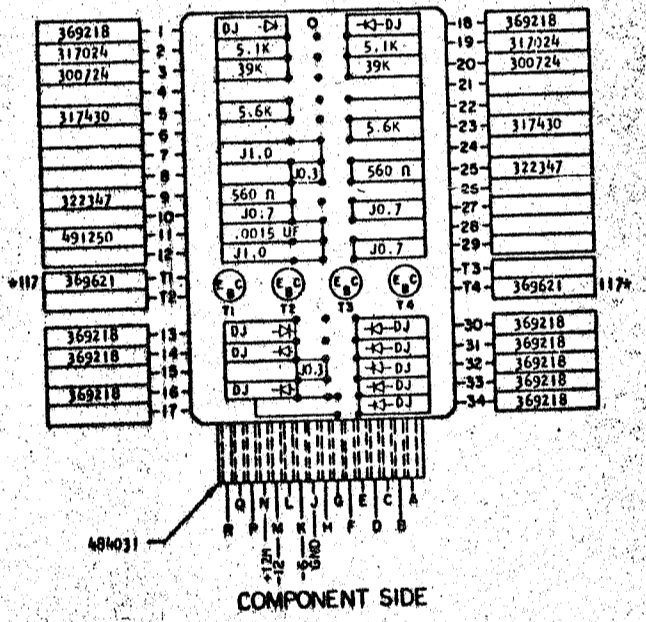 369218 1 DJ O DJ 18 369218
317024 2 5.1K 5.1K 19 317024
300724 3 39K 39K 20 300724
4 21
317430 5 5.6K 22
6 5.6K 23 317430
7 J1.0 24
8 J0.3 560 Ω 25 322347
322347 9 560 Ω 26
10 J0.7 J0.7 27
491250 11 .0015 UF 28
12 J1.0 J0.7 29
*117 369621 T1 E B C E B C E B C E B C T3
T2 T4 369621 117*
T1 T2 T3 T4
369218 13 DJ DJ 30 369218
369218 14 DJ DJ 31 369218
15 J0.3 DJ 32 369218
369218 16 DJ DJ 33 369218
17 DJ 34 369218
R Q P N M L K J H G F E D C B A
484031
+12M -12 -6 GND
COMPONENT SIDE